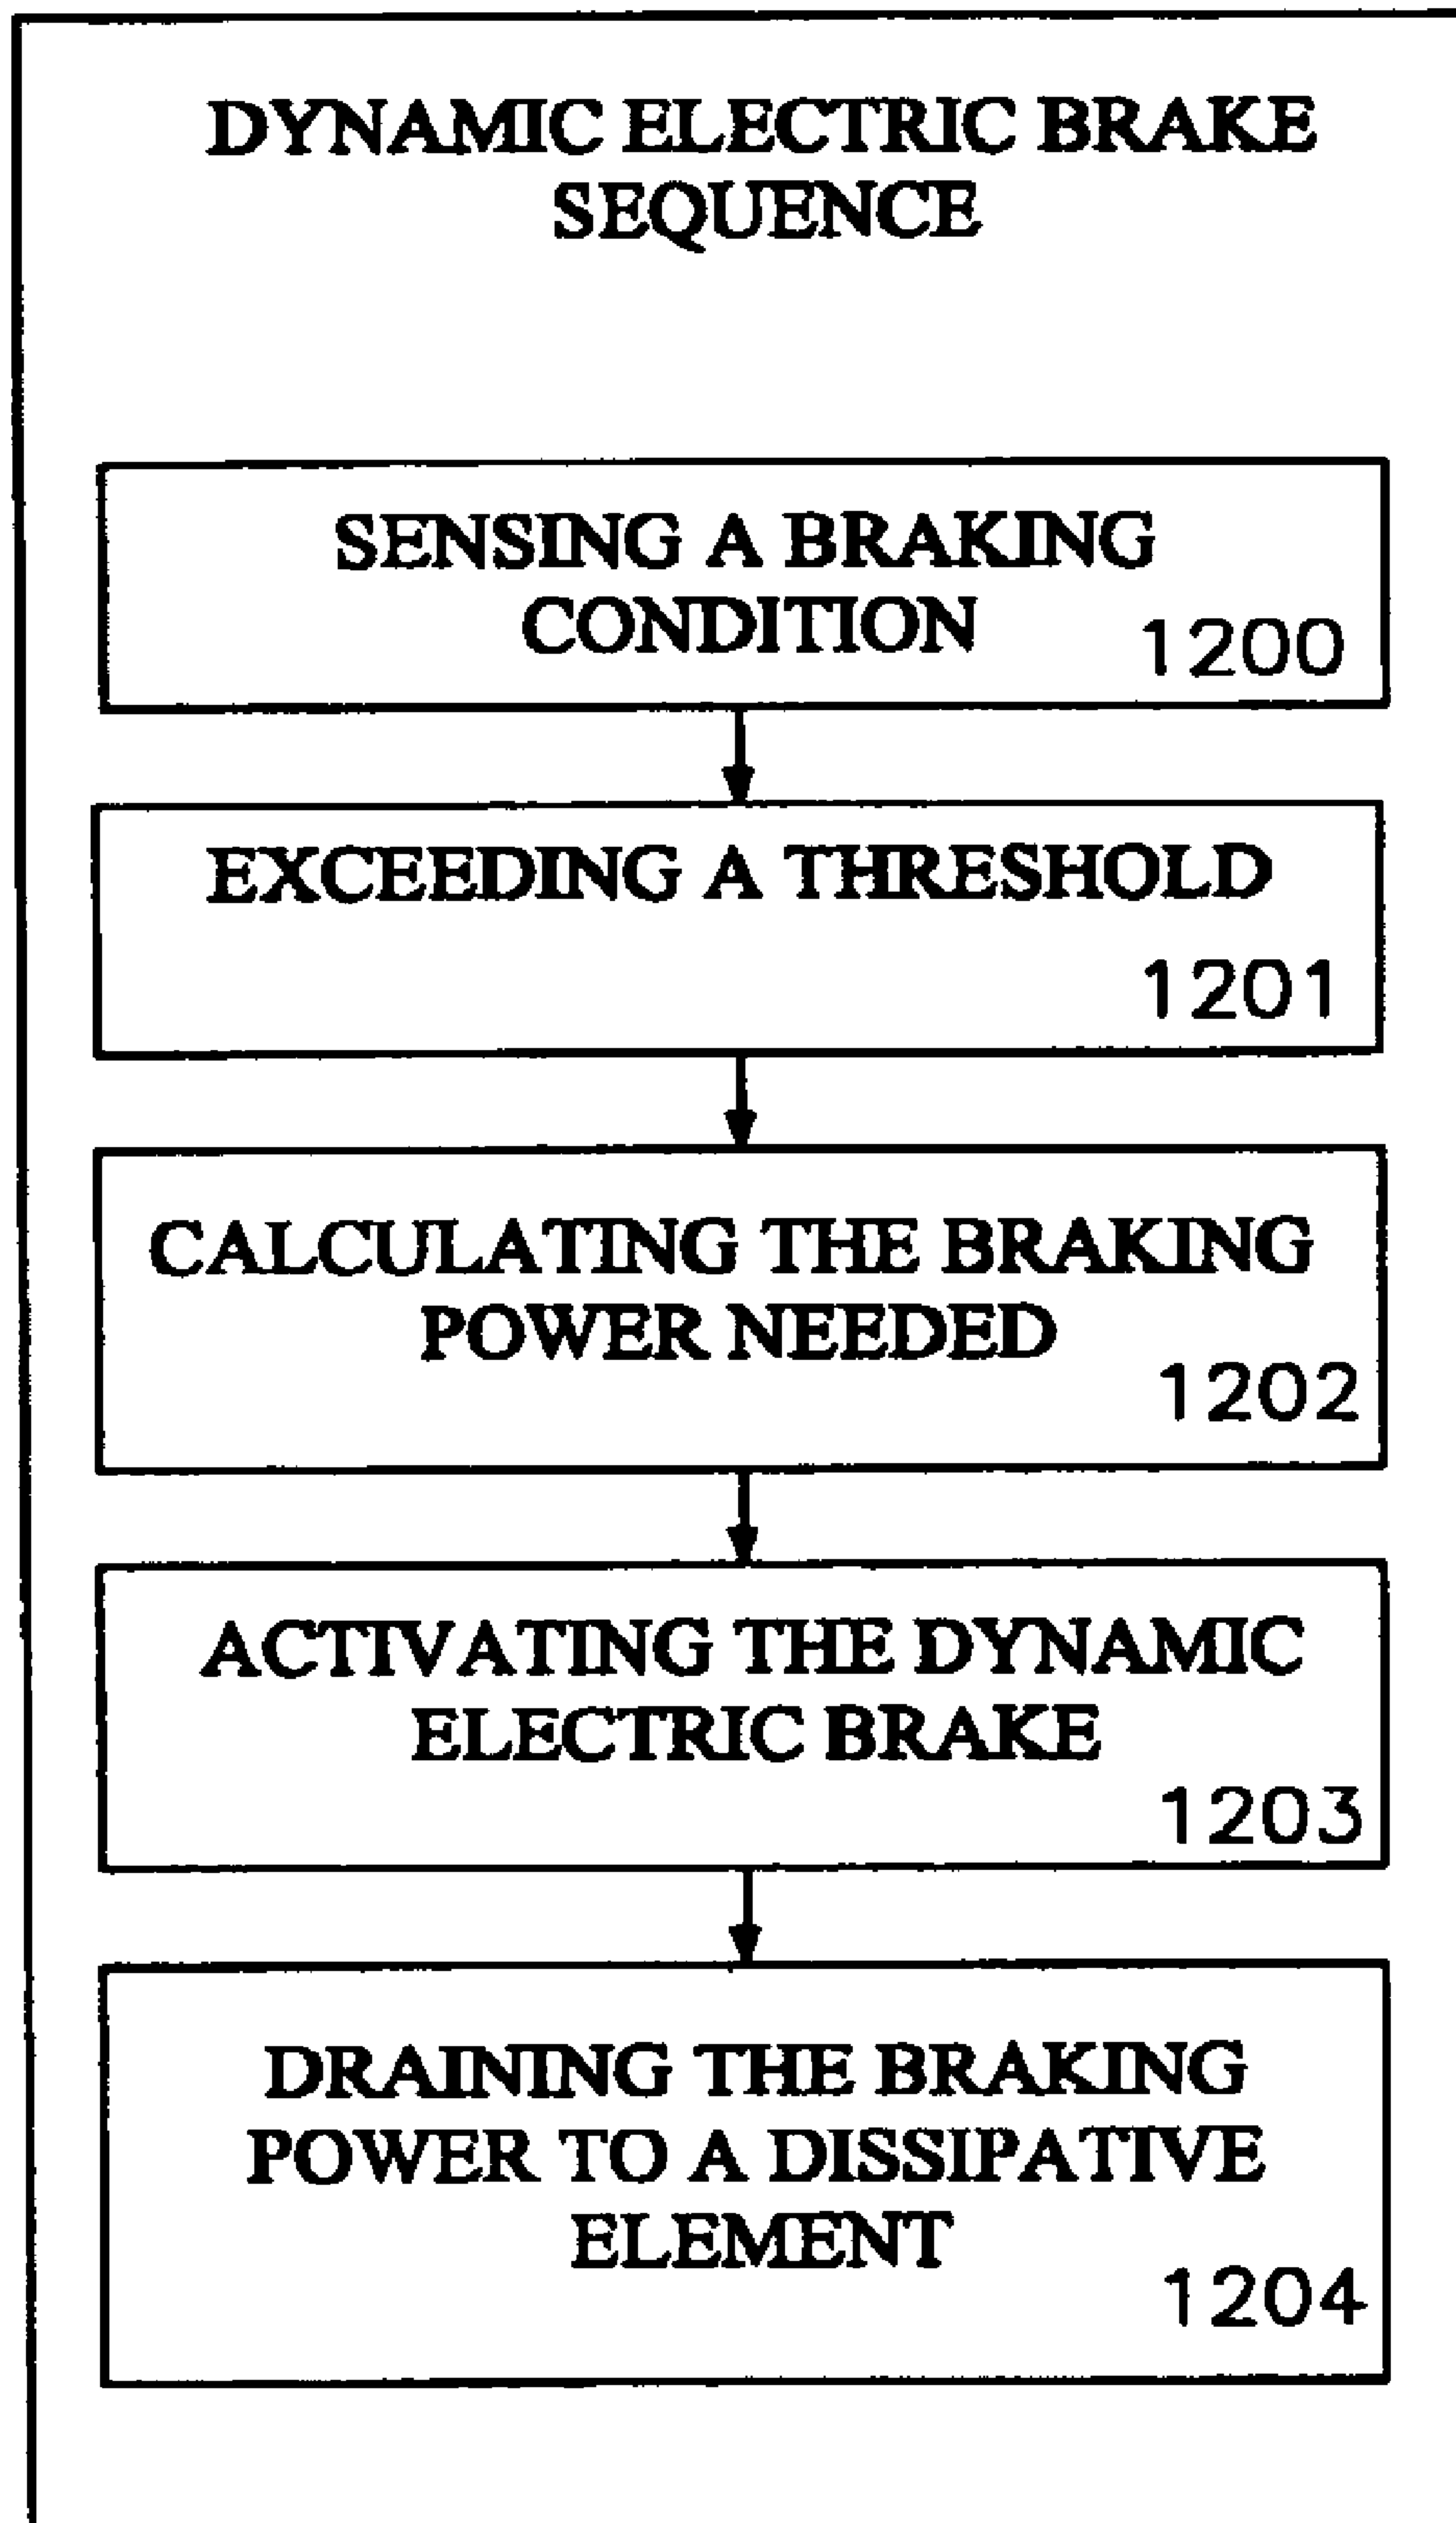 DYNAMIC ELECTRIC BRAKE
SEQUENCE
SENSING A BRAKING
CONDITION
1200
EXCEEDING A THRESHOLD
1201
CALCULATING THE BRAKING
POWER NEEDED
1202
ACTIVATING THE DYNAMIC
ELECTRIC BRAKE
1203
DRAINING THE BRAKING
POWER TO A DISSIPATIVE
ELEMENT
1204